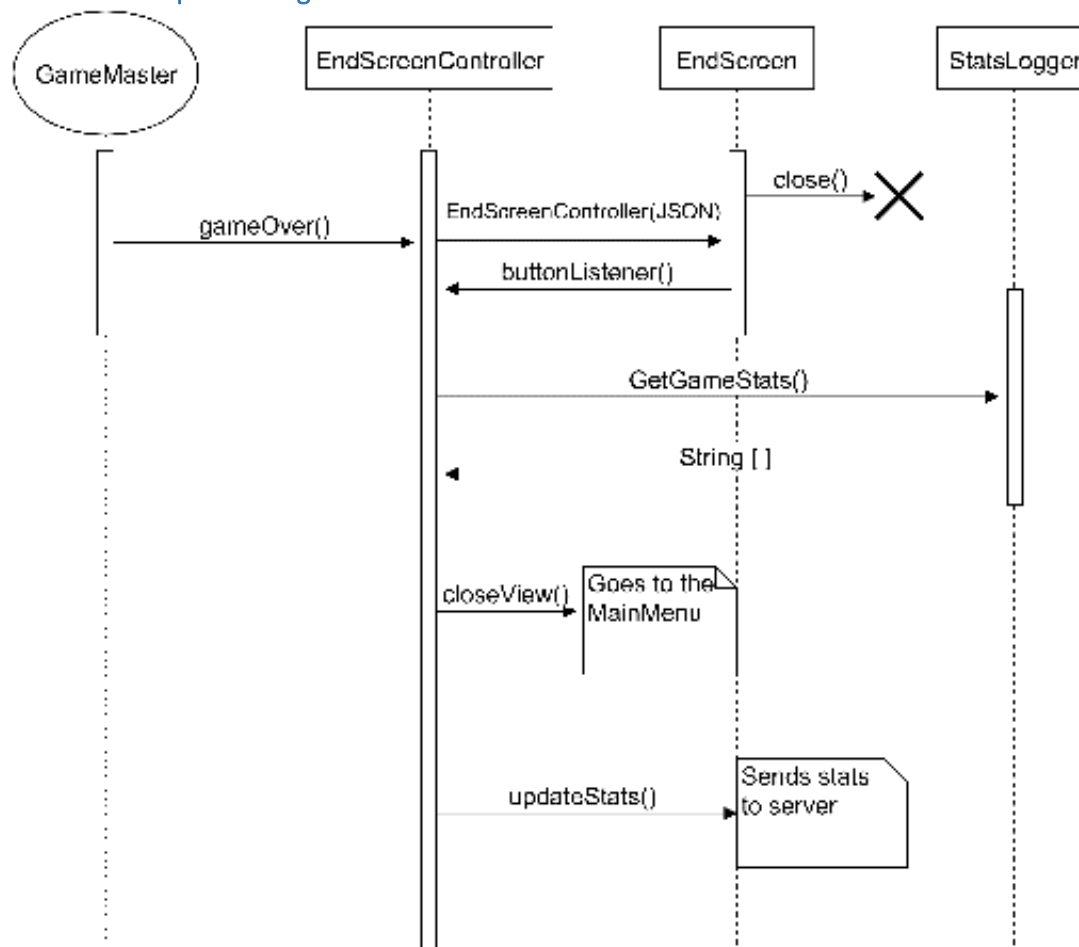 GameMaster
EndScreenController
EndScreen
StatsLogger
close()
EndScreenController(JSON)
gameOver()
buttonListener()
GetGameStats()
String [ ]
closeView()
Goes to the
MainMenu
Sends stats
to server
updateStats()